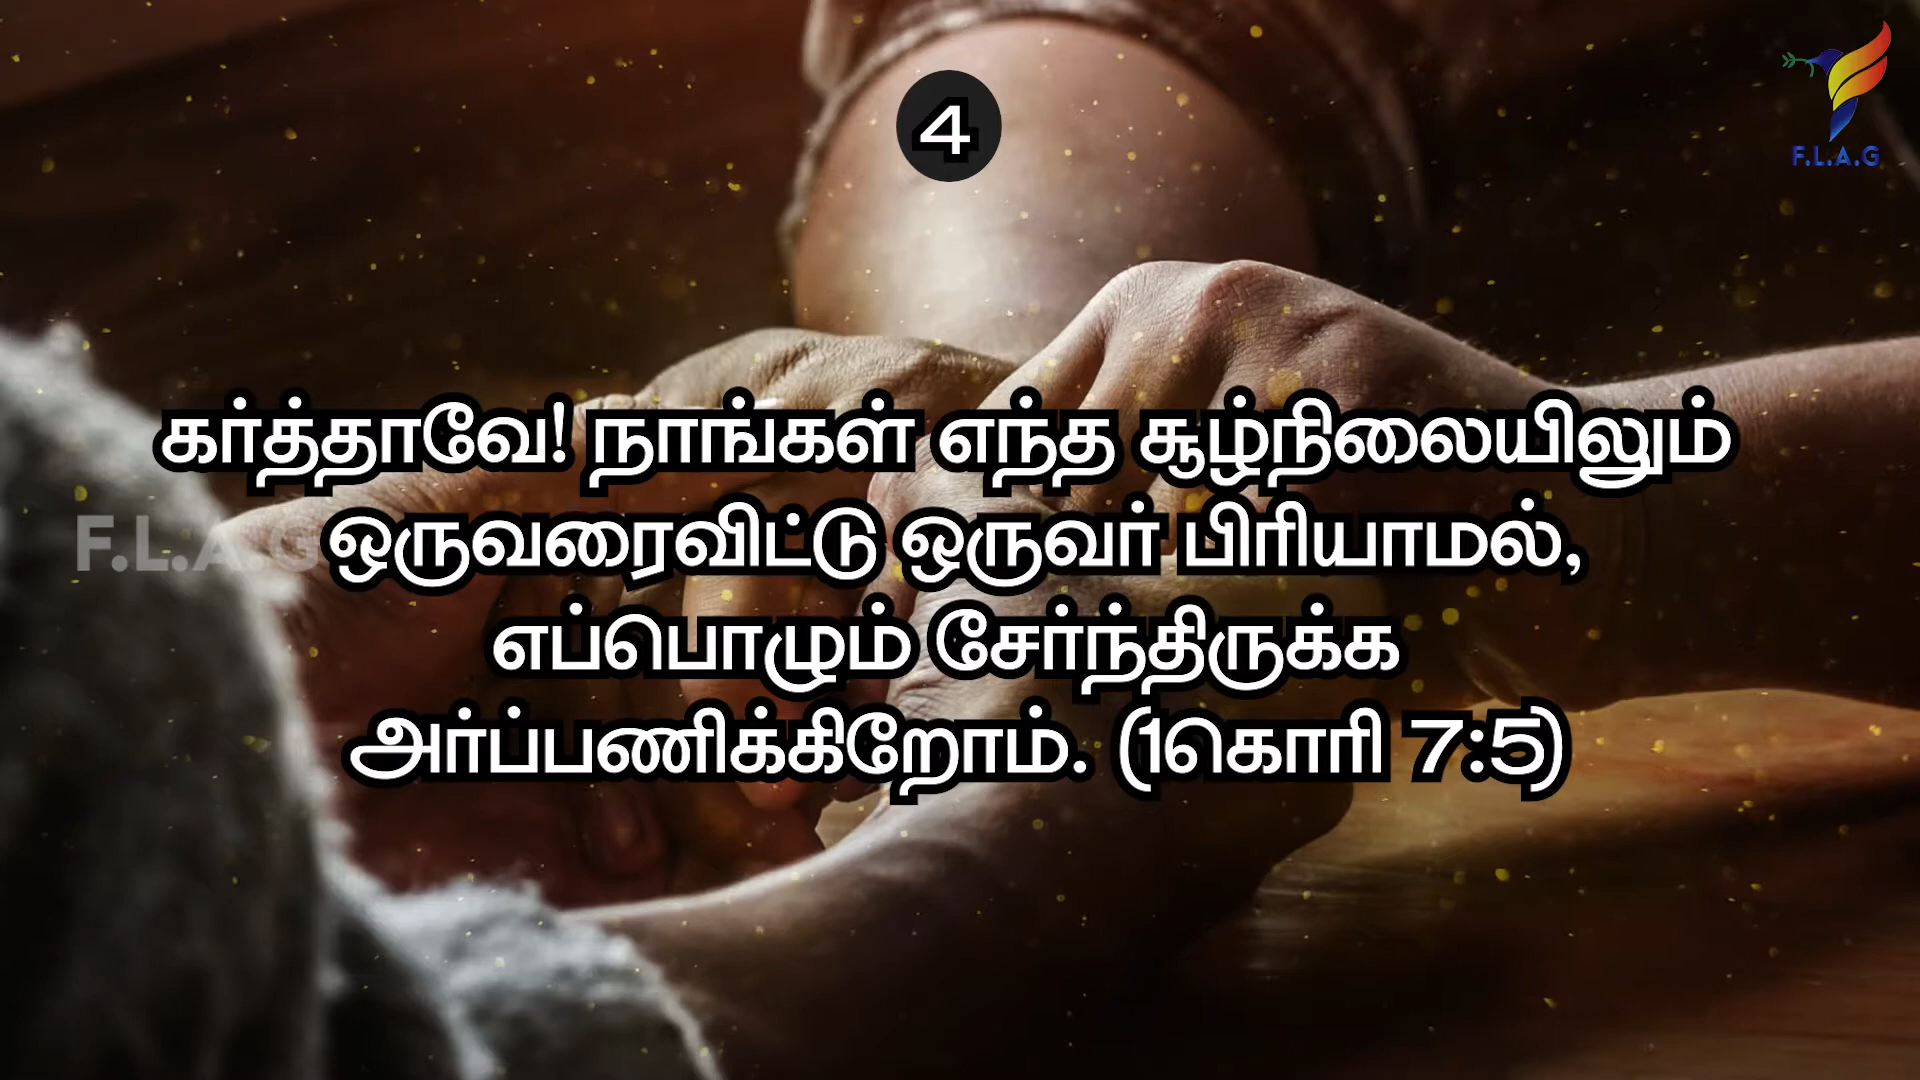 4
F.L.A.G
கர்த்தாவே! நாங்கள் எந்த சூழ்நிலையிலும்
ஒருவரைவிட்டு ஒருவர் பிரியாமல்,
F.L.A.G
எப்பொழும் சேர்ந்திருக்க
அர்ப்பணிக்கிறோம். (1கொரி 7:5)